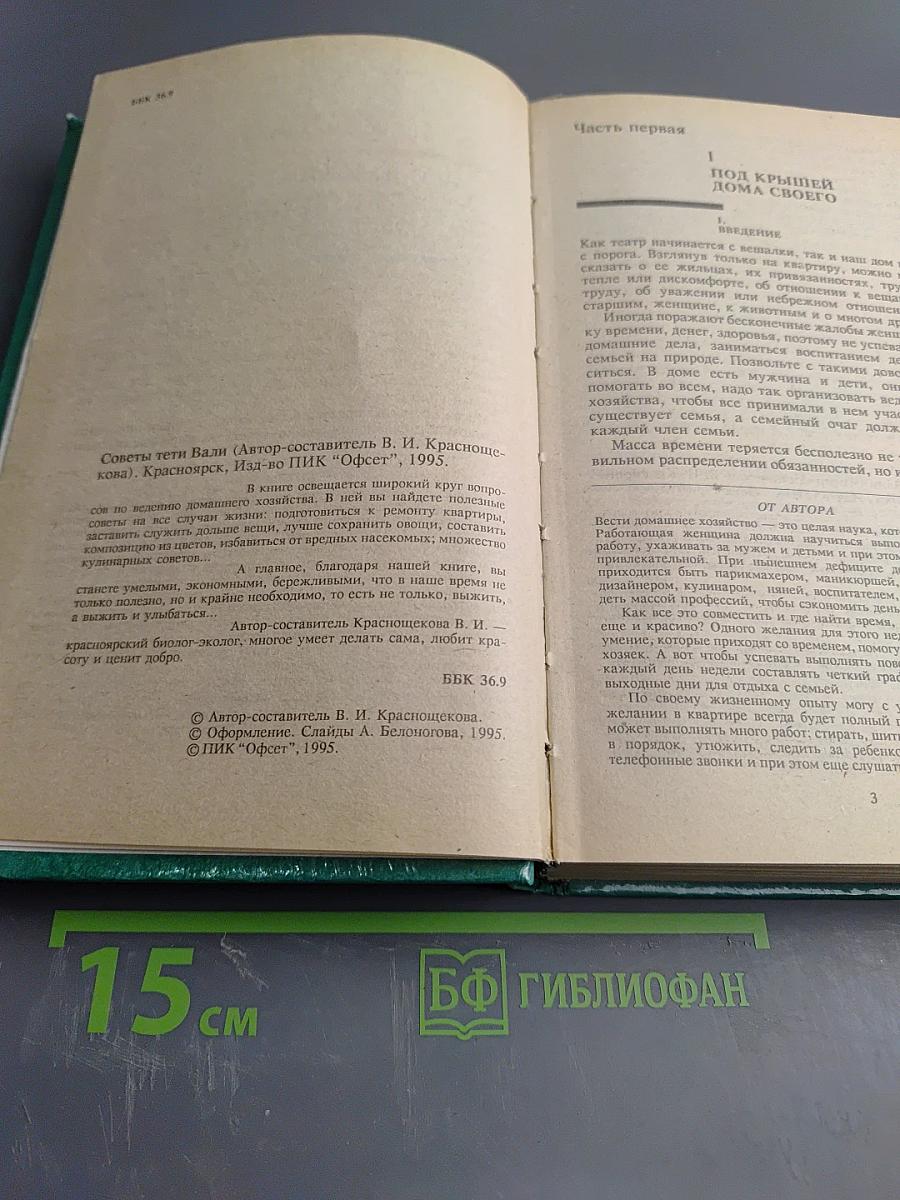 ББК 36.9
Советы тети Вали (Автор-составитель В. И. Краснощекова). Красноярск, Изд-во ПИК "Офсет", 1995.
В книге освещается широкий круг вопро-
сов по ведению домашнего хозяйства. В ней вы найдете полезные
советы на все случаи жизни: подготовиться к ремонту квартиры,
заставить служить дольше вещи, лучше сохранить овощи, составить
композицию из цветов, избавиться от вредных насекомых; множество
кулинарных советов...
А главное, благодаря нашей книге, вы
станете умелыми, экономными, бережливыми, что в наше время не
только полезно, но и крайне необходимо, то есть не только, выжить,
а выжить и улыбаться...
Автор-составитель Краснощекова В. И. —
красноярский биолог-эколог, многое умеет делать сама, любит кра-
соту и ценит добро.
ББК 36.9
© Автор-составитель В. И. Краснощекова.
© Оформление. Слайды А. Белоногова, 1995.
© ПИК "Офсет", 1995.
Часть первая
I
ПОД КРЫШЕЙ
ДОМА СВОЕГО
1.
ВВЕДЕНИЕ
Как театр начинается с вешалки, так и наш дом
с порога. Взглянув только на квартиру, можно
сказать о ее жильцах, их привязанностях,
тепле или дискомфорте, об отношении к
труду, об уважении или небрежном
старшим, женщине, к животным и о многом
Иногда поражают бесконечные жалобы
ку времени, денег, здоровья, поэтому не
домашние дела, заниматься воспитанием
семьей на природе. Позвольте с такими
ситься. В доме есть мужчина и дети,
помогать во всем, надо так организовать
хозяйства, чтобы все принимали в нем
существует семья, а семейный очаг
каждый член семьи.
Масса времени теряется бесполезно не
вильном распределении обязанностей, но и
ОТ АВТОРА
Вести домашнее хозяйство — это целая наука,
Работающая женщина должна научиться
работу, ухаживать за мужем и детьми и при этом
привлекательной. При нынешнем дефиците
приходится быть парикмахером, маникюршей,
дизайнером, кулинаром, няней, воспитателем,
деть массой профессий, чтобы сэкономить
Как все это совместить и где найти время,
еще и красиво? Одного желания для этого
умение, которые приходят со временем,
хозяек. А вот чтобы успевать выполнять
каждый день недели составлять четкий
выходные дни для отдыха с семьей.
По своему жизненному опыту могу с
желании в квартире всегда будет полный
может выполнять много работ: стирать,
в порядок, утюжить, следить за
телефонные звонки и при этом еще
3
15 см
БФ ГИБЛИОФАН